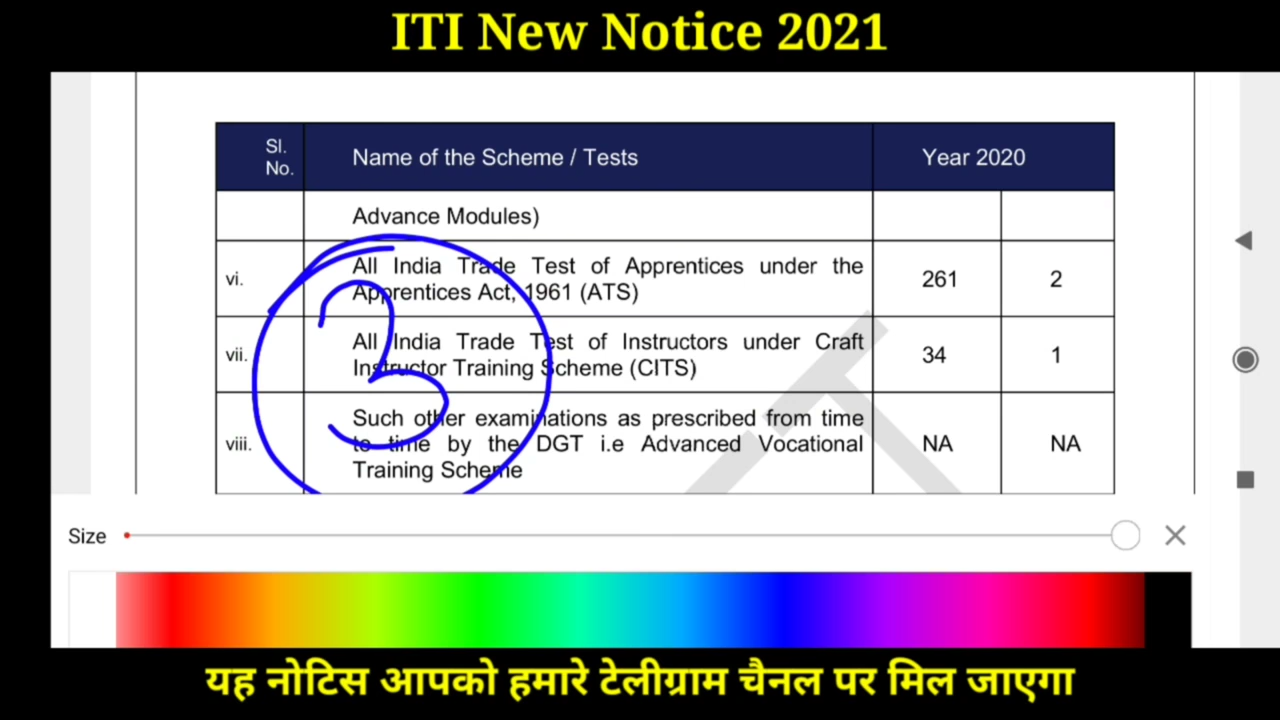 ITI New Notice 2021
Sl.
No.
Name of the Scheme / Tests
Year 2020
Advance Modules)
vi.
All India Trade Test of Apprentices under the
Apprentices Act, 1961 (ATS)
261
2
vii.
All India Trade Test of Instructors under Craft
Instructor Training Scheme (CITS)
34
1
viii.
Such other examinations as prescribed from time
to time by the DGT i.e Advanced Vocational
Training Scheme
NA
NA
3
Size
यह नोटिस आपको हमारे टेलीग्राम चैनल पर मिल जाएगा